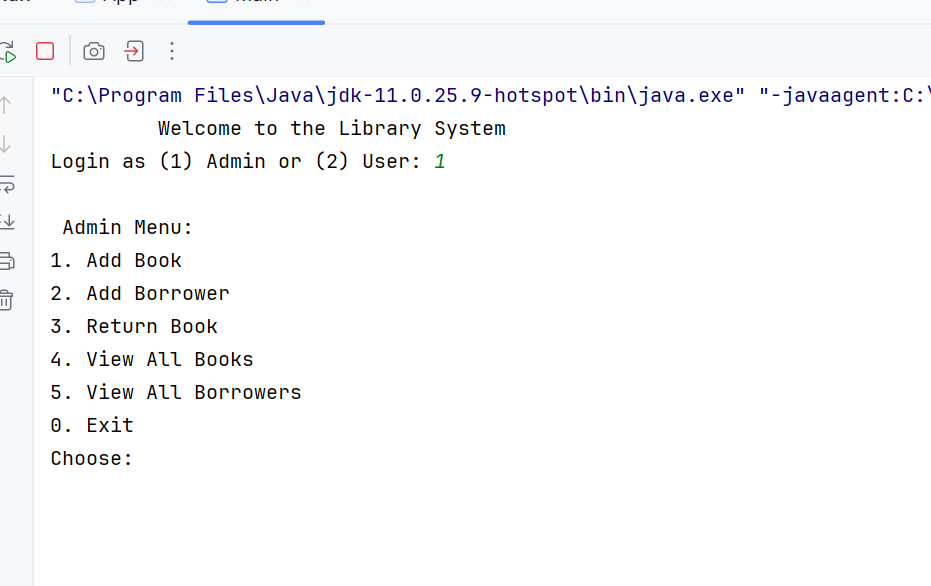 "C:\Program Files\Java\jdk-11.0.25.9-hotspot\bin\java.exe" "-javaagent:C:\
Welcome to the Library System
Login as (1) Admin or (2) User: 1
Admin Menu:
1. Add Book
2. Add Borrower
3. Return Book
4. View All Books
5. View All Borrowers
0. Exit
Choose: